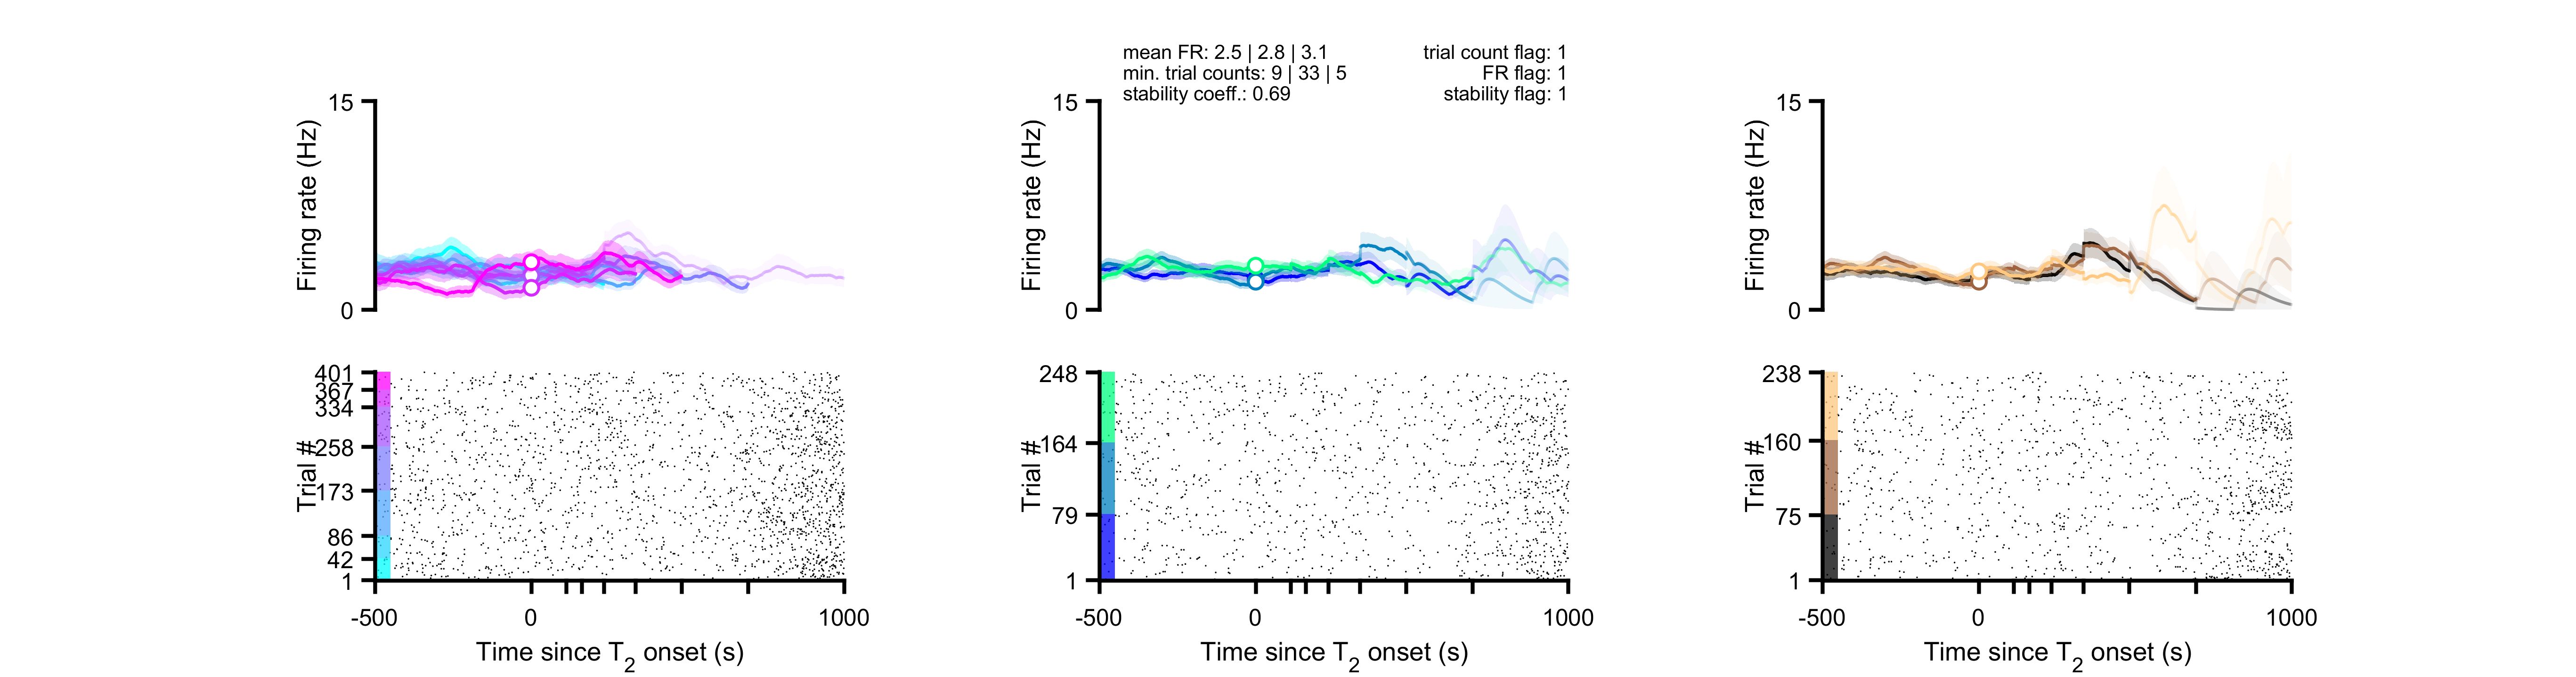 mean FR: 2.5 | 2.8 | 3.1
min. trial counts: 9 | 33 | 5
stability coeff.: 0.69
trial count flag: 1
FR flag: 1
stability flag: 1
Firing rate (Hz)
15
0
Trial #
401
367
334
258
173
86
42
1
-500
0
1000
Time since T2 onset (s)
Firing rate (Hz)
15
0
Trial #
248
164
79
1
-500
0
1000
Time since T2 onset (s)
Firing rate (Hz)
15
0
Trial #
238
160
75
1
-500
0
1000
Time since T2 onset (s)